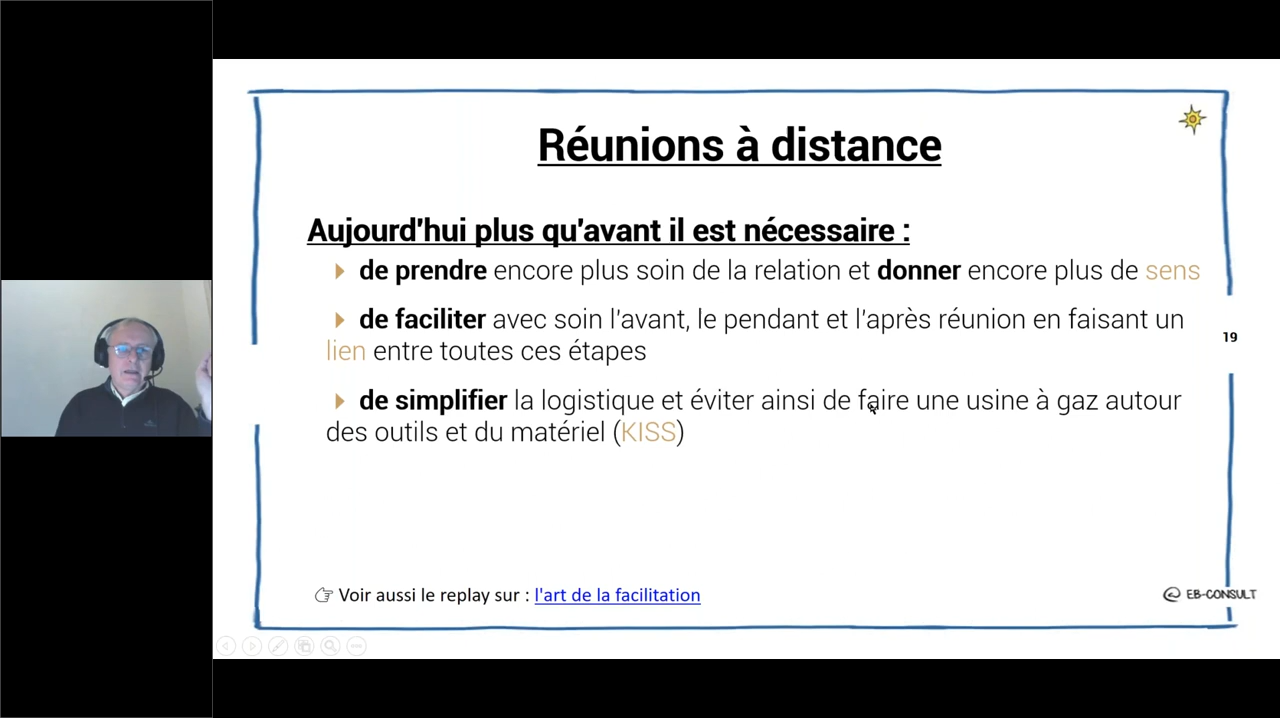 Réunions à distance
Aujourd'hui plus qu'avant il est nécessaire :
de prendre encore plus soin de la relation et donner encore plus de sens
de faciliter avec soin l'avant, le pendant et l'après réunion en faisant un
lien entre toutes ces étapes
19
de simplifier la logistique et éviter ainsi de faire une usine à gaz autour
des outils et du matériel (KISS)
Voir aussi le replay sur : l'art de la facilitation
@ EB-CONSULT